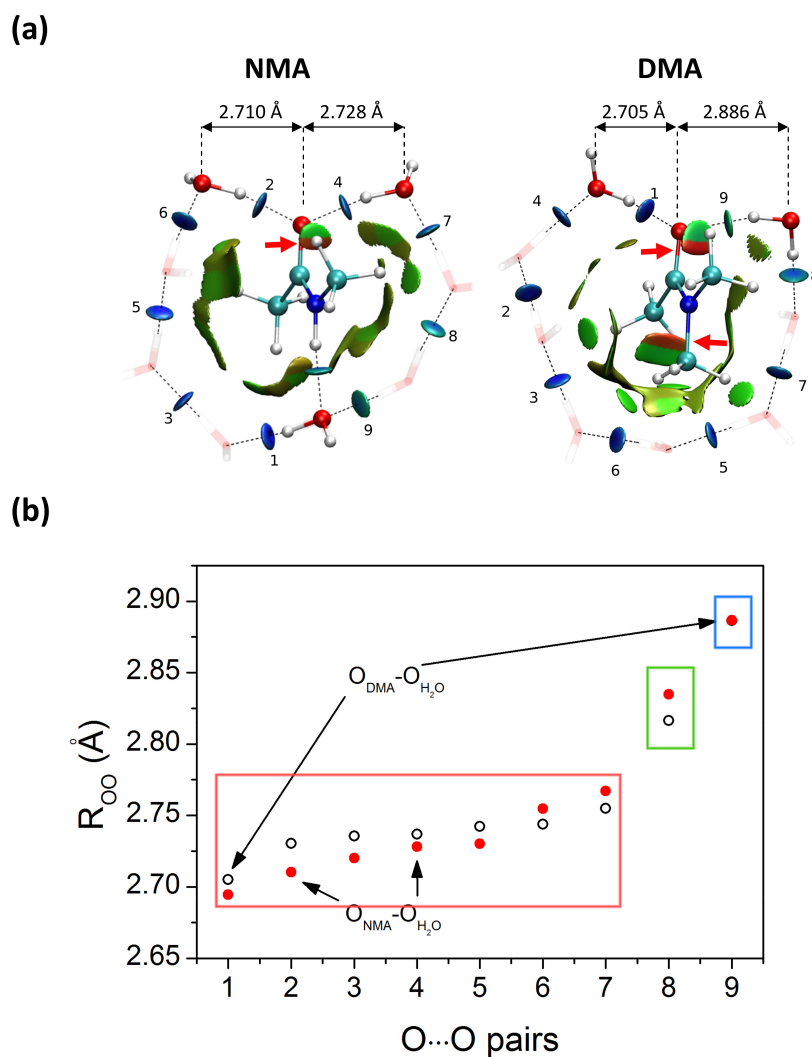 (a)
NMA DMA
2.710 Å 2.728 Å 2.705 Å 2.886 Å
2 4 1 9
6 7 4
5 8 2
3 9 3 7
1 6 5
(b)
2.90
2.85
2.80
2.75
2.70
2.65
R_OO (Å)
O_DMA-O_H₂O
O_NMA-O_H₂O
1 2 3 4 5 6 7 8 9
O···O pairs